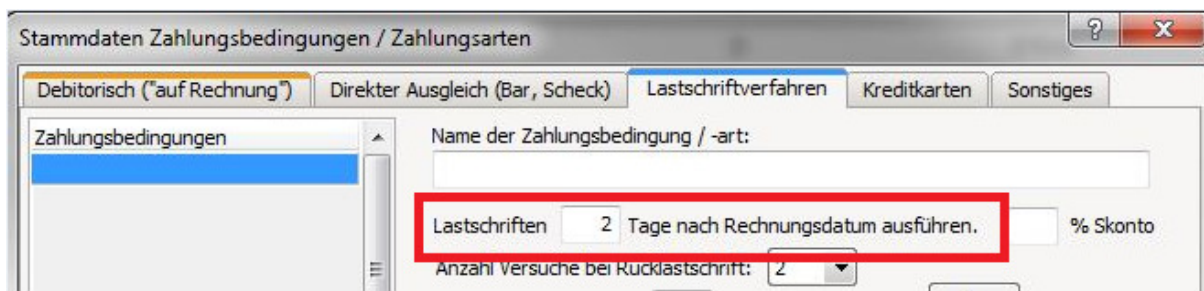 Stammdaten Zahlungsbedingungen / Zahlungsarten
Debitorisch ("auf Rechnung") Direkter Ausgleich (Bar, Scheck) Lastschriftverfahren Kreditkarten Sonstiges
Zahlungsbedingungen
Name der Zahlungsbedingung / -art:
Lastschriften 2 Tage nach Rechnungsdatum ausführen. % Skonto
Anzahl Versuche bei Rücklastschrift: 2